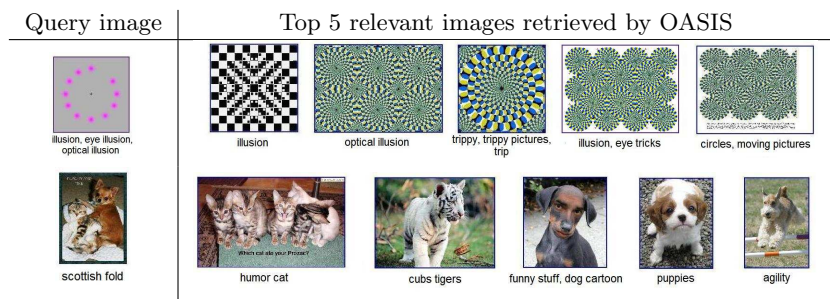 Query image
Top 5 relevant images retrieved by OASIS
illusion, eye illusion,
optical illusion
illusion
optical illusion
trippy, trippy pictures,
trip
illusion, eye tricks
circles, moving pictures
Which cat ate your Prozac?
scottish fold
humor cat
cubs tigers
funny stuff, dog cartoon
puppies
agility